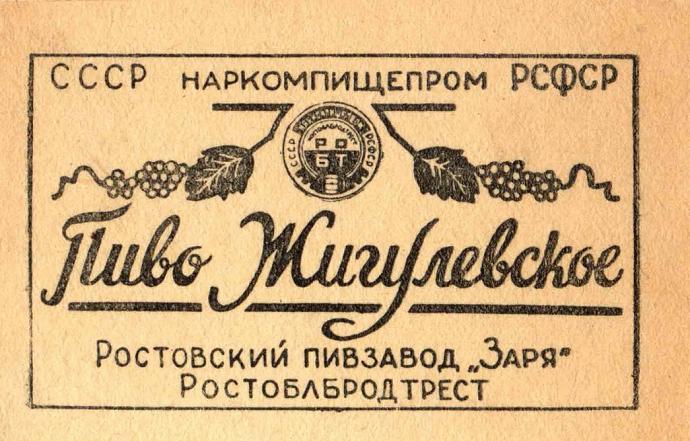 СССР НАРКОМПИЩЕПРОМ РСФСР
РО
БТ
Пиво Жигулевское
Ростовский пивзавод „Заря"
Ростоблбродтрест